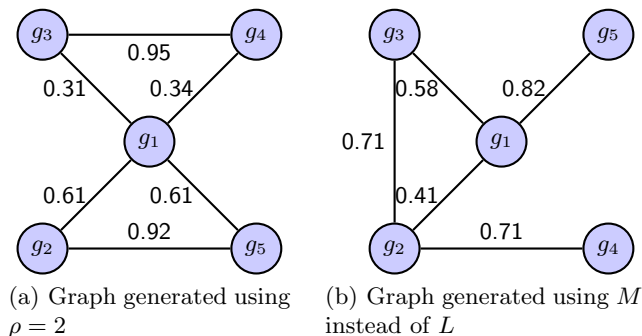 g3 g4 g3 g5
0.95
0.31 0.34 0.58 0.82
g1 0.71 g1
0.61 0.61 0.41
0.92 0.71
g2 g5 g2 g4
(a) Graph generated using
ρ = 2
(b) Graph generated using M
instead of L